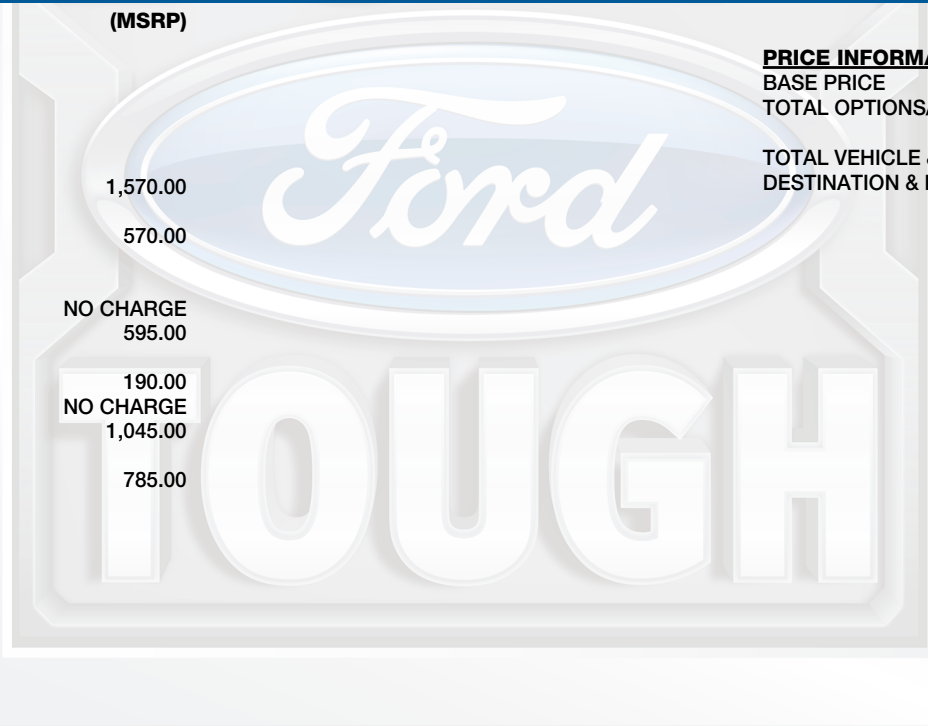 (MSRP)
1,570.00
570.00
NO CHARGE
595.00
190.00
NO CHARGE
1,045.00
785.00
PRICE INFORMA
BASE PRICE
TOTAL OPTIONS
TOTAL VEHICLE
DESTINATION &
Ford
TOUGH